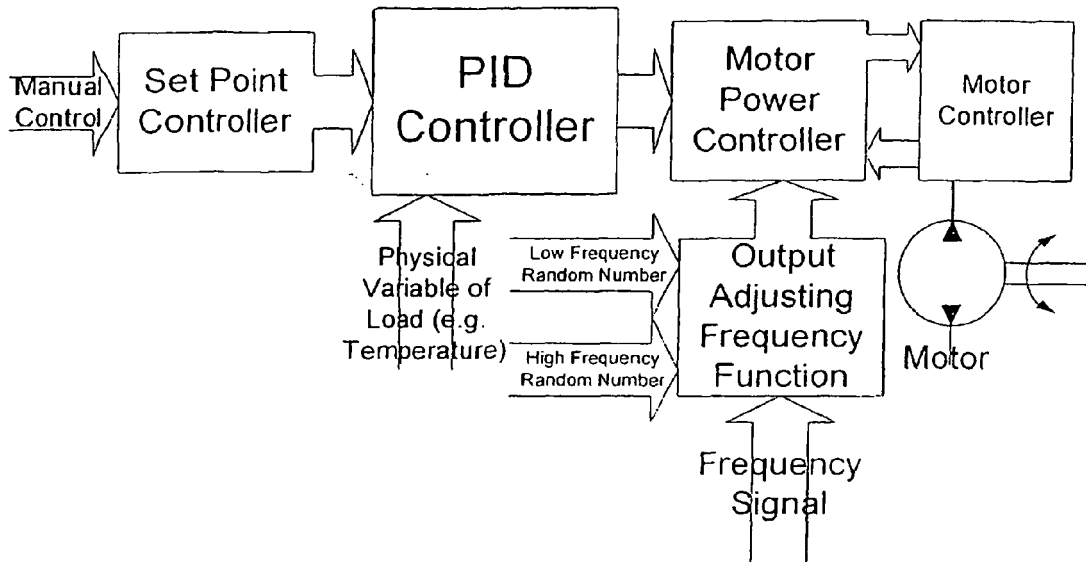 Manual
Control
Set Point
Controller
PID
Controller
Motor
Power
Controller
Motor
Controller
Physical
Variable of
Load (e.g.
Temperature)
Low Frequency
Random Number
High Frequency
Random Number
Output
Adjusting
Frequency
Function
Motor
Frequency
Signal